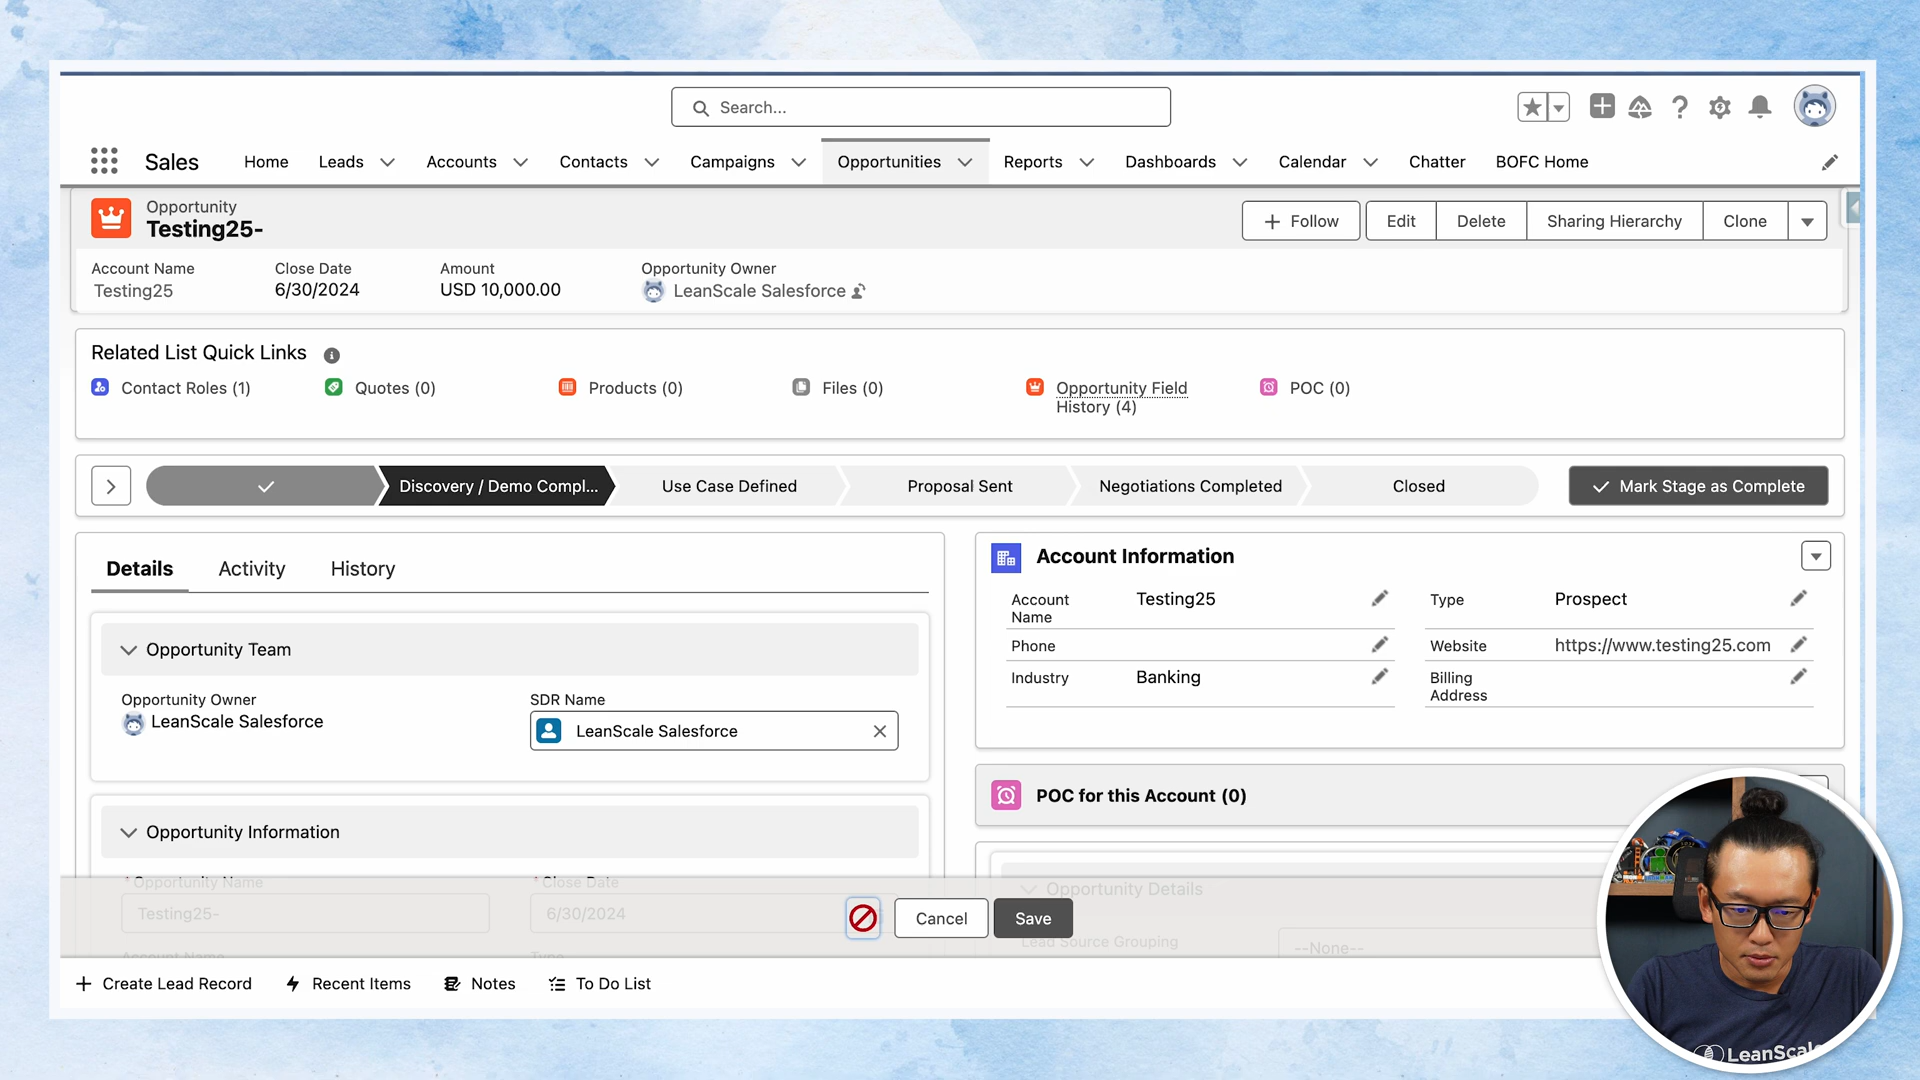 Search...
Sales
Home
Leads
Accounts
Contacts
Campaigns
Opportunities
Reports
Dashboards
Calendar
Chatter
BOFC Home
Opportunity
Testing25-
Follow
Edit
Delete
Sharing Hierarchy
Clone
Account Name
Testing25
Close Date
6/30/2024
Amount
USD 10,000.00
Opportunity Owner
LeanScale Salesforce
Related List Quick Links
Contact Roles (1)
Quotes (0)
Products (0)
Files (0)
Opportunity Field
History (4)
POC (0)
Discovery / Demo Compl...
Use Case Defined
Proposal Sent
Negotiations Completed
Closed
Mark Stage as Complete
Details
Activity
History
Opportunity Team
Opportunity Owner
LeanScale Salesforce
SDR Name
LeanScale Salesforce
Opportunity Information
* Opportunity Name
Testing25-
* Close Date
6/30/2024
Account Name
Type
Account Information
Account
Name
Testing25
Type
Prospect
Phone
Website
https://www.testing25.com
Industry
Banking
Billing
Address
POC for this Account (0)
Opportunity Details
Lead Source Grouping
--None--
Cancel
Save
Create Lead Record
Recent Items
Notes
To Do List
LeanScale